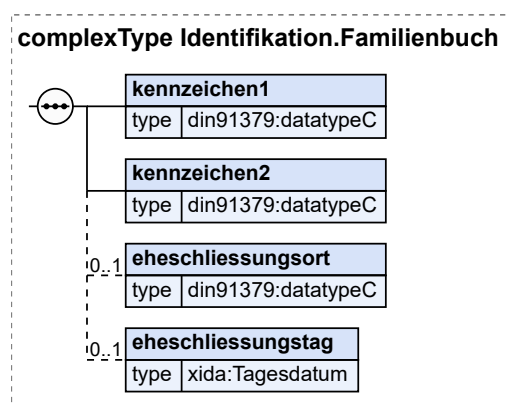 complexType Identifikation.Familienbuch
kennzeichen1
type din91379:datatypeC
kennzeichen2
type din91379:datatypeC
0..1 eheschliessungsort
type din91379:datatypeC
0..1 eheschliessungstag
type xida:Tagesdatum